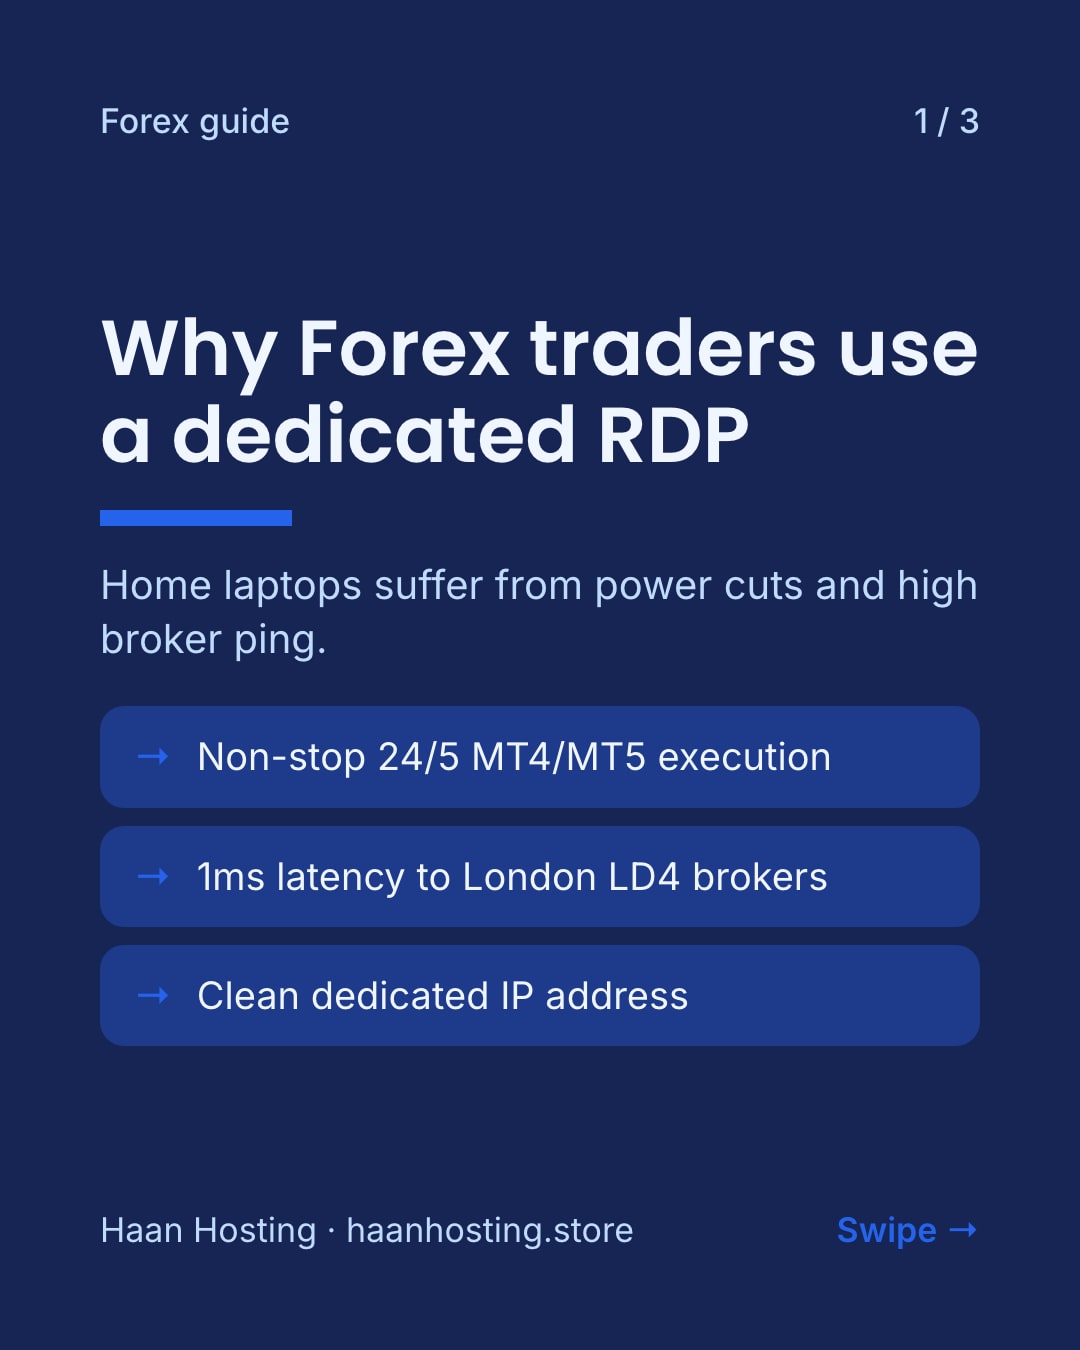 Forex guide
1 / 3
Why Forex traders use
a dedicated RDP
Home laptops suffer from power cuts and high
broker ping.
→ Non-stop 24/5 MT4/MT5 execution
→ 1ms latency to London LD4 brokers
→ Clean dedicated IP address
Haan Hosting · haanhosting.store
Swipe →